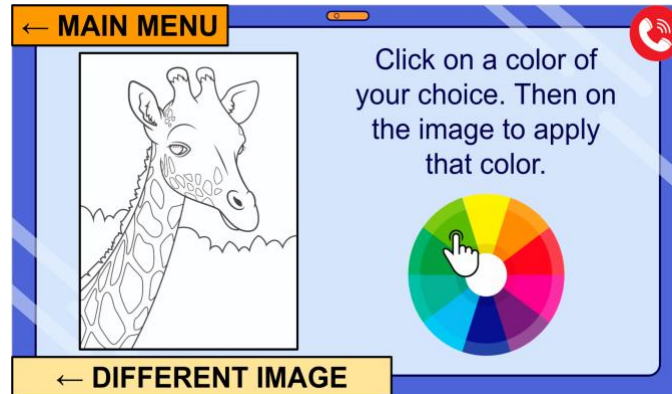 ← MAIN MENU
Click on a color of
your choice. Then on
the image to apply
that color.
← DIFFERENT IMAGE